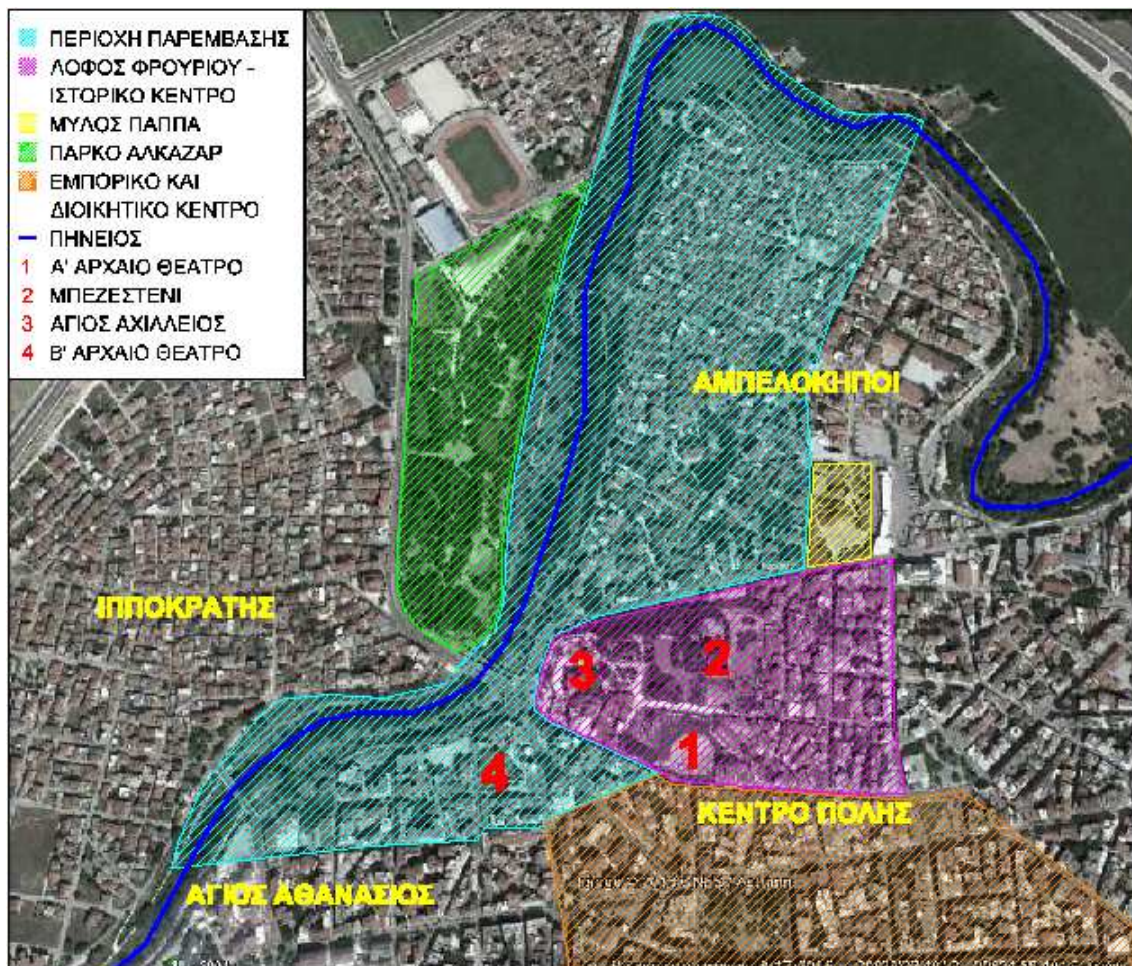 ΠΕΡΙΟΧΗ ΠΑΡΕΜΒΑΣΗΣ
ΛΟΦΟΣ ΦΡΟΥΡΙΟΥ -
ΙΣΤΟΡΙΚΟ ΚΕΝΤΡΟ
ΜΥΛΟΣ ΠΑΠΠΑ
ΠΑΡΚΟ ΑΛΚΑΖΑΡ
ΕΜΠΟΡΙΚΟ ΚΑΙ
ΔΙΟΙΚΗΤΙΚΟ ΚΕΝΤΡΟ
ΠΗΝΕΙΟΣ
1 Α' ΑΡΧΑΙΟ ΘΕΑΤΡΟ
2 ΜΠΕΖΕΣΤΕΝΙ
3 ΑΓΙΟΣ ΑΧΙΛΛΕΙΟΣ
4 Β' ΑΡΧΑΙΟ ΘΕΑΤΡΟ
ΑΜΠΕΛΟΚΗΠΟΙ
ΙΠΠΟΚΡΑΤΗΣ
3
2
1
4
ΚΕΝΤΡΟ ΠΟΛΗΣ
ΑΓΙΟΣ ΑΘΑΝΑΣΙΟΣ